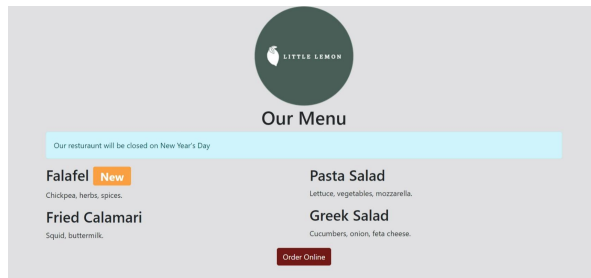 LITTLE LEMON
Our Menu
Our resturaunt will be closed on New Year's Day
Falafel New
Chickpea, herbs, spices.
Fried Calamari
Squid, buttermilk.
Pasta Salad
Lettuce, vegetables, mozzarella.
Greek Salad
Cucumbers, onion, feta cheese.
Order Online